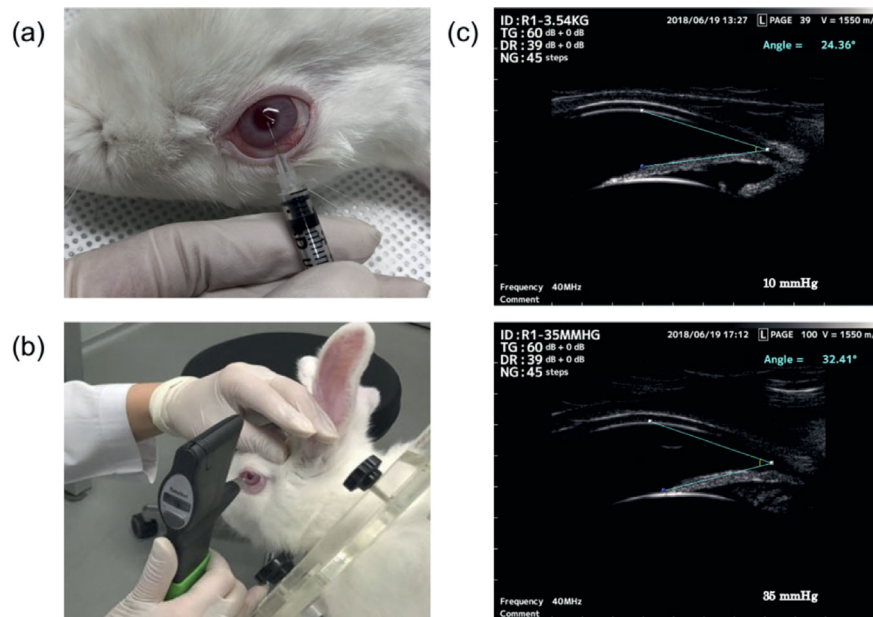 (a)
(c)
ID:R1-3.54KG
TG:60 dB + 0 dB
DR:39 dB + 0 dB
NG:45 steps
2018/06/19 13:27 L PAGE 39 V = 1550 m/
Angle = 24.36°
Frequency 40MHz
Comment
10 mmHg
(b)
ID:R1-35MMHG
TG:60 dB + 0 dB
DR:39 dB + 0 dB
NG:45 steps
2018/06/19 17:12 L PAGE 100 V = 1550 m/
Angle = 32.41°
Frequency 40MHz
Comment
35 mmHg